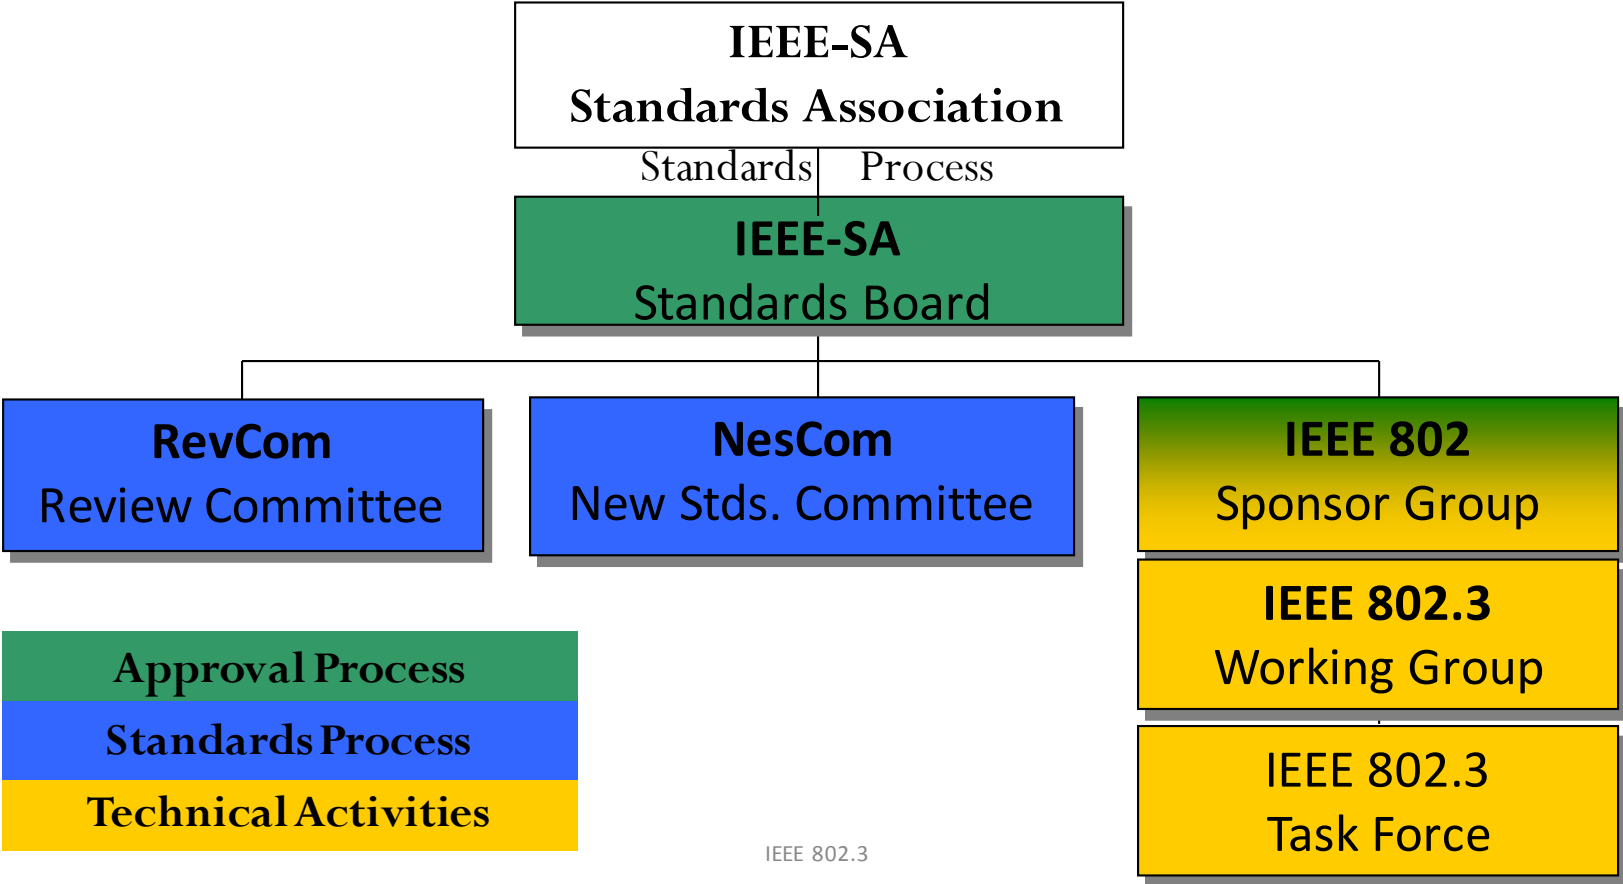 IEEE-SA
Standards Association
Standards Process
IEEE-SA
Standards Board
RevCom
Review Committee
NesCom
New Stds. Committee
IEEE 802
Sponsor Group
IEEE 802.3
Working Group
IEEE 802.3
Task Force
Approval Process
Standards Process
Technical Activities
IEEE 802.3